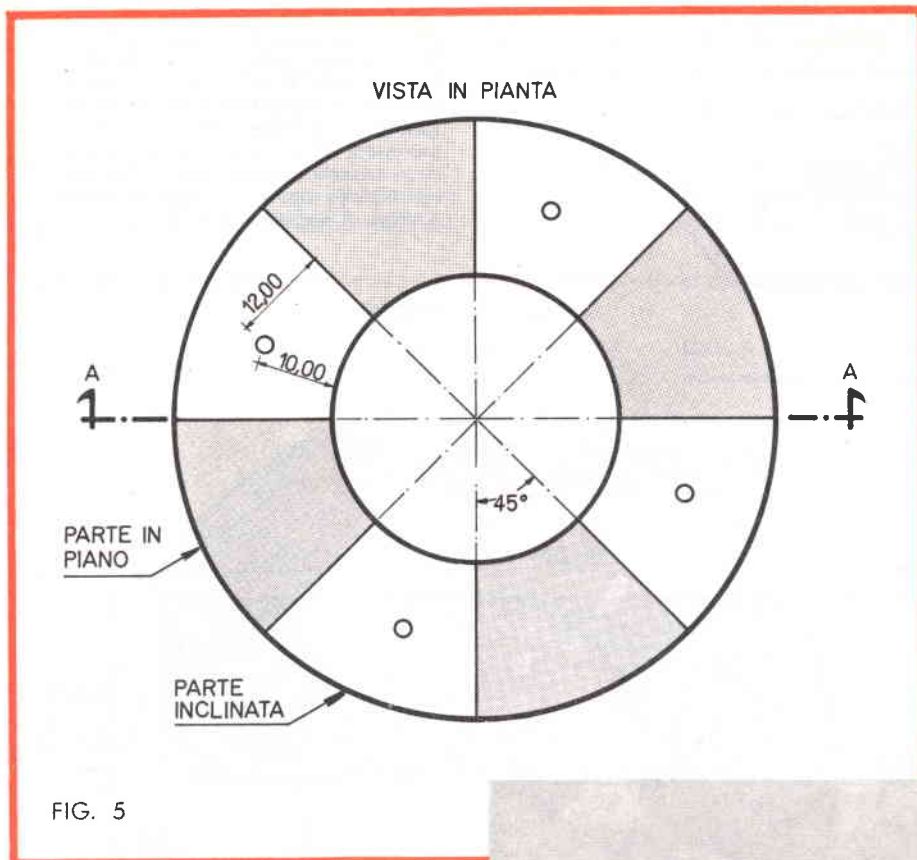 VISTA IN PIANTA
12,00
10,00
A
A
45°
PARTE IN
PIANO
PARTE
INCLINATA
FIG. 5